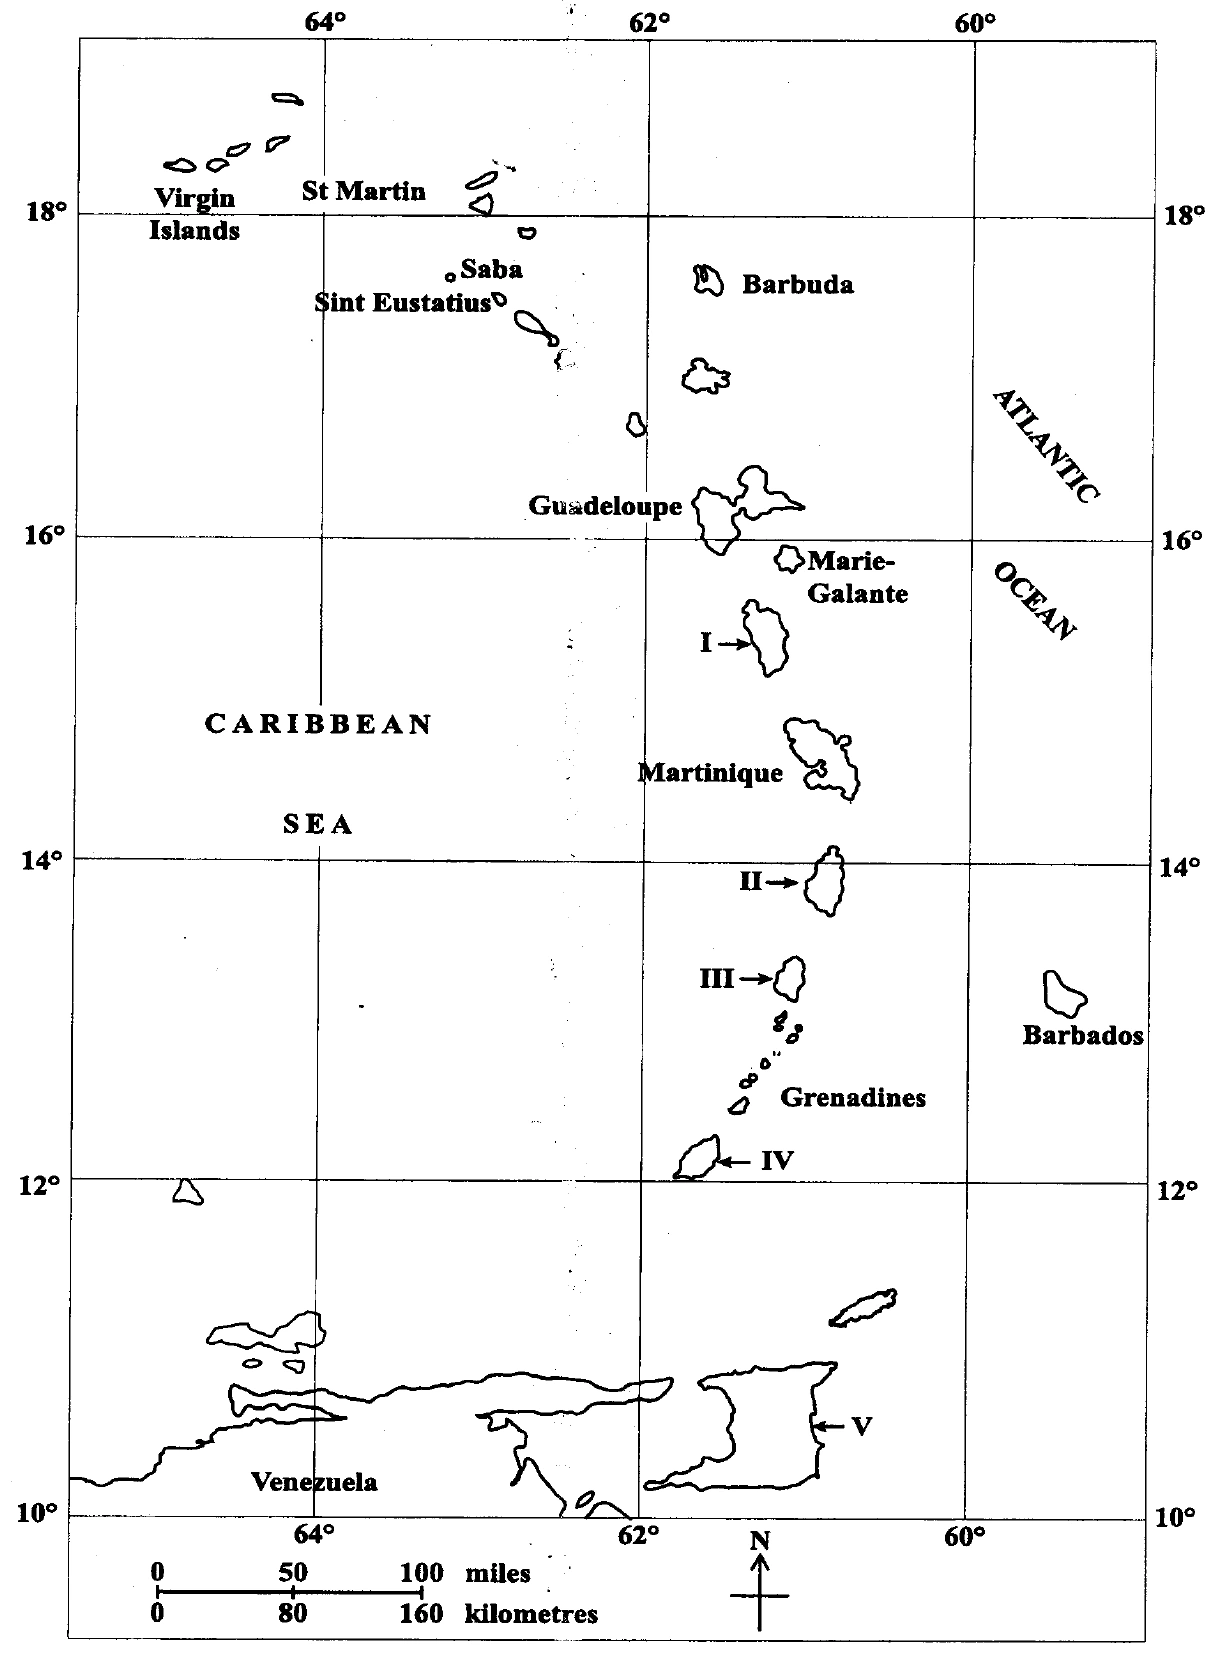 64° 62° 60°
Virgin
Islands
St Martin
18° 18°
Saba
Sint Eustatius
Barbuda
ATLANTIC
Guadeloupe
16° 16°
Marie-
Galante
OCEAN
I
CARIBBEAN
Martinique
SEA
14° 14°
II
III
Barbados
Grenadines
IV
12° 12°
V
Venezuela
10° 10°
64° 62° 60°
N
0 50 100 miles
0 80 160 kilometres